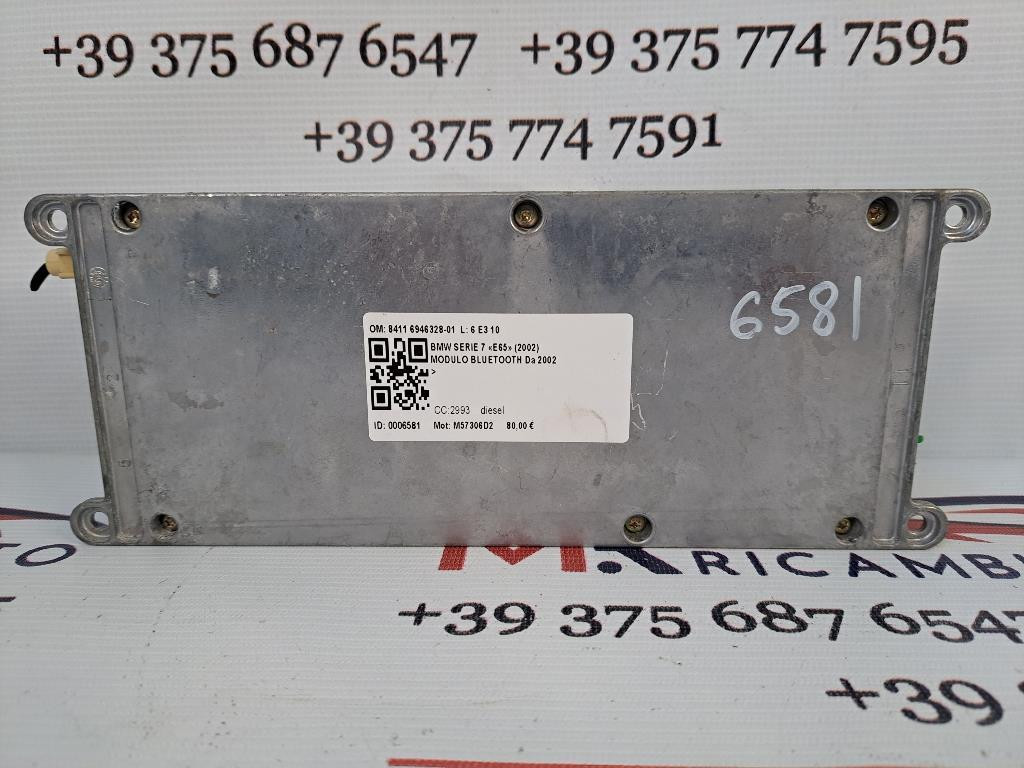 +39 375 687 6547 +39 375 774 7595
+39 375 774 7591
6581
OM: 8411 6946328-01 L: 6 E3 10
BMW SERIE 7 «E65» (2002)
MODULO BLUETOOTH Da 2002
>
CC:2993 diesel
ID: 0006581 Mot: M57306D2 80,00 €
TO
RICAMBI
+39 375 687 6547
+39